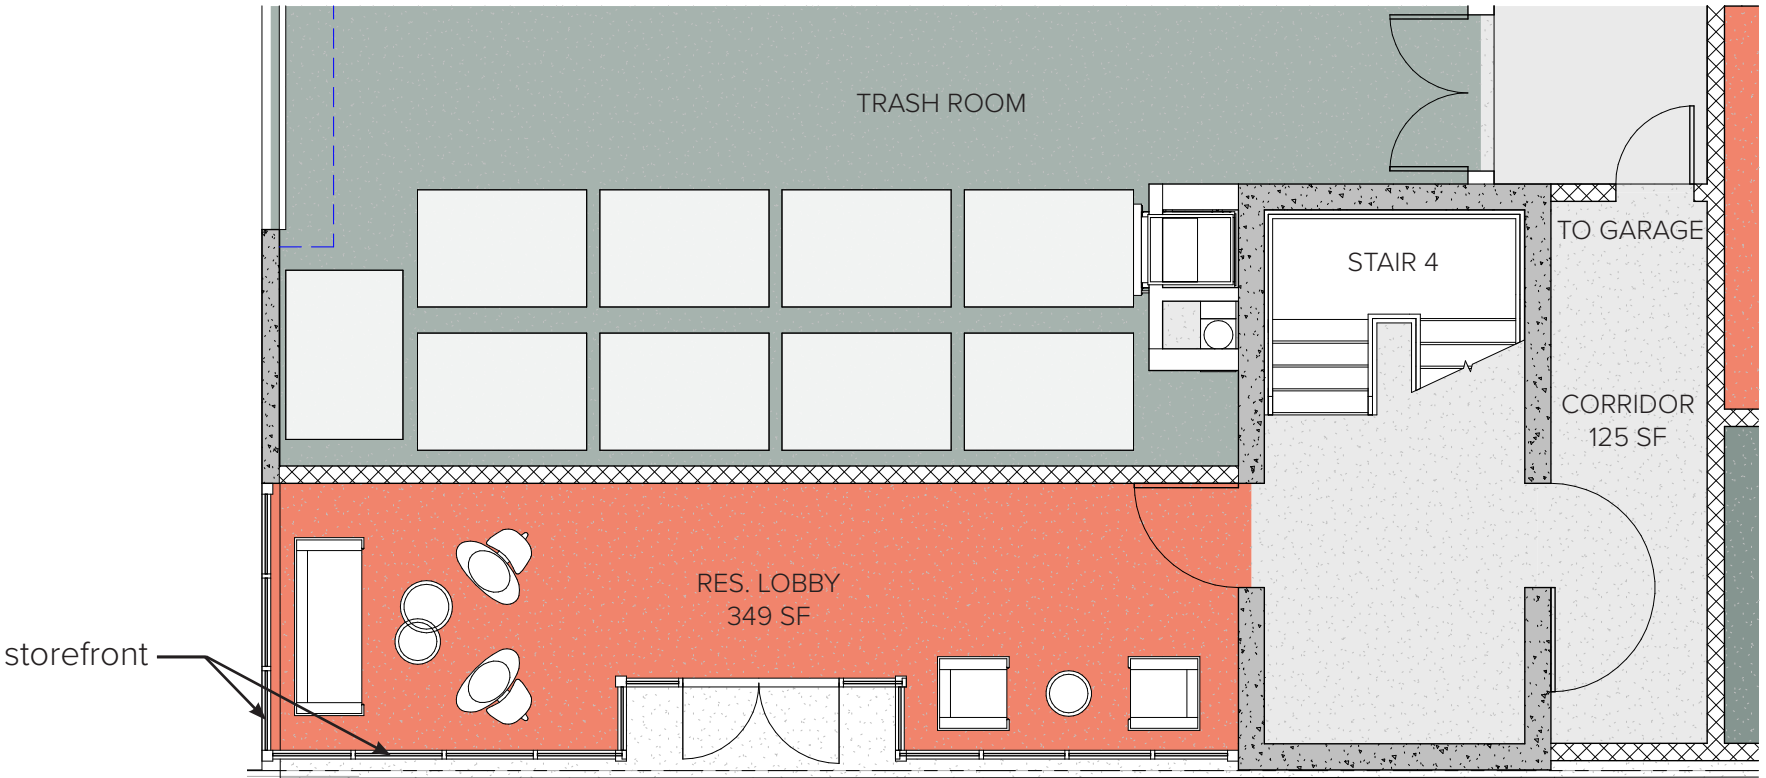 TRASH ROOM
TO GARAGE
STAIR 4
CORRIDOR
125 SF
RES. LOBBY
349 SF
storefront